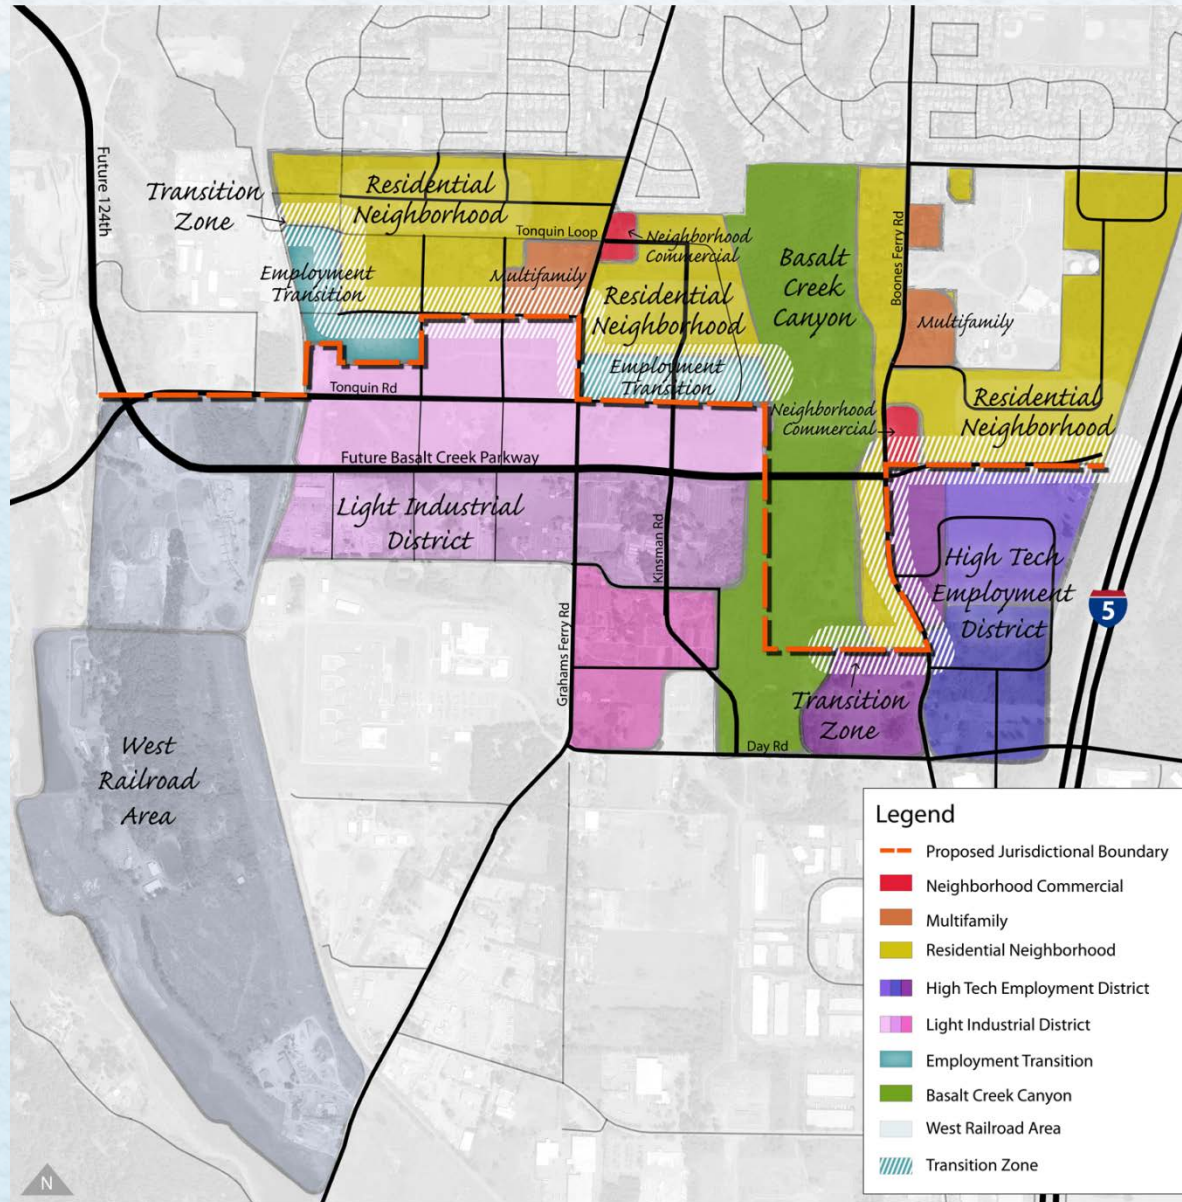 Future 124th
Transition
Zone
Residential
Neighborhood
Tonquin Loop
Neighborhood
Commercial
Employment
Transition
Multifamily
Residential
Neighborhood
Basalt
Creek
Canyon
Boones Ferry Rd
Multifamily
Employment
Transition
Tonquin Rd
Neighborhood
Commercial
Residential
Neighborhood
Future Basalt Creek Parkway
Light Industrial
District
Kinsman Rd
High Tech
Employment
District
5
Grahams Ferry Rd
Transition
Zone
Day Rd
West
Railroad
Area
Legend
Proposed Jurisdictional Boundary
Neighborhood Commercial
Multifamily
Residential Neighborhood
High Tech Employment District
Light Industrial District
Employment Transition
Basalt Creek Canyon
West Railroad Area
Transition Zone
N